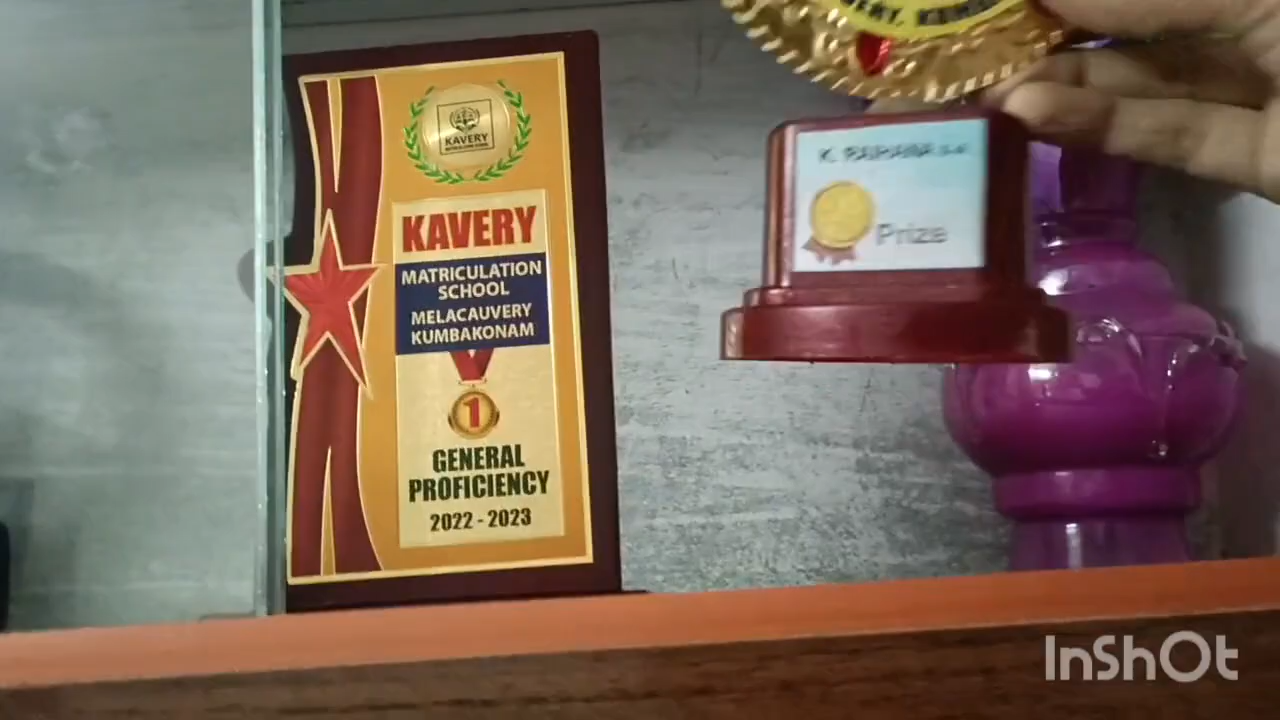 KAVERY
KAVERY
MATRICULATION
SCHOOL
MELACAUVERY
KUMBAKONAM
1
GENERAL
PROFICIENCY
2022 - 2023
Prize
InShOt